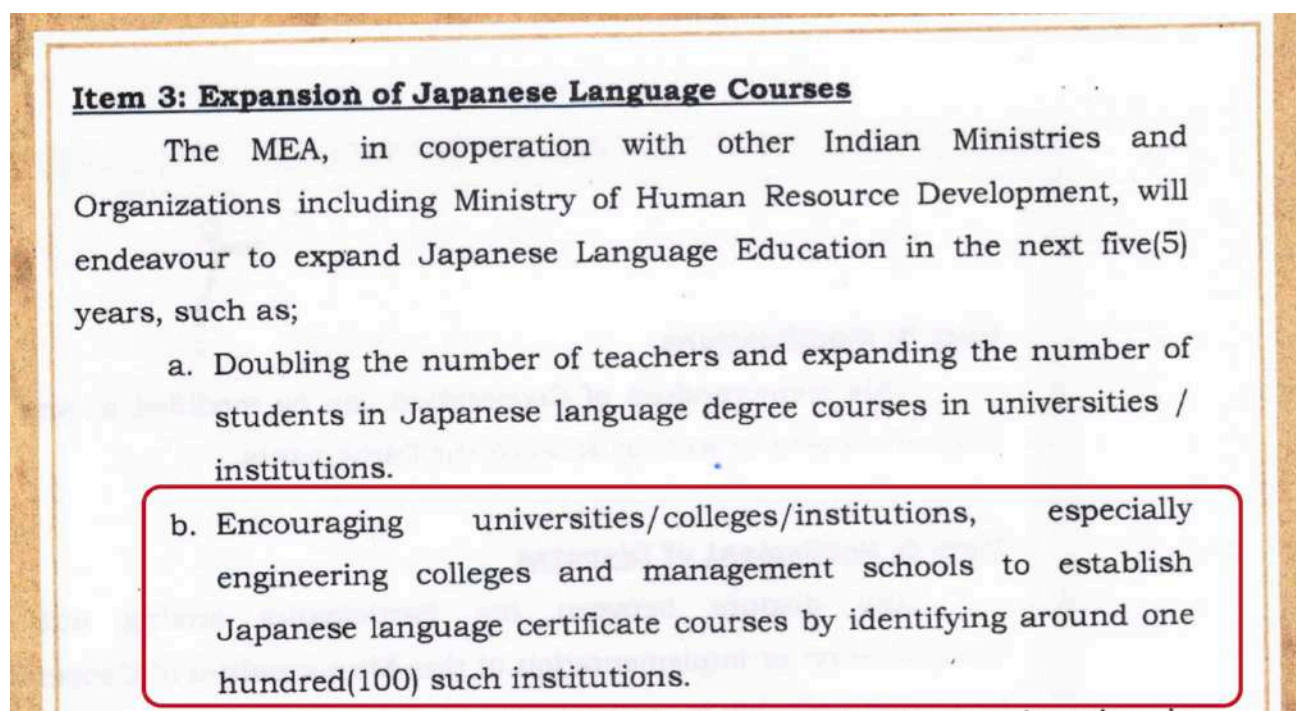 Item 3: Expansion of Japanese Language Courses
The MEA, in cooperation with other Indian Ministries and
Organizations including Ministry of Human Resource Development, will
endeavour to expand Japanese Language Education in the next five(5)
years, such as;
a. Doubling the number of teachers and expanding the number of
students in Japanese language degree courses in universities /
institutions.
b. Encouraging universities/colleges/institutions, especially
engineering colleges and management schools to establish
Japanese language certificate courses by identifying around one
hundred(100) such institutions.